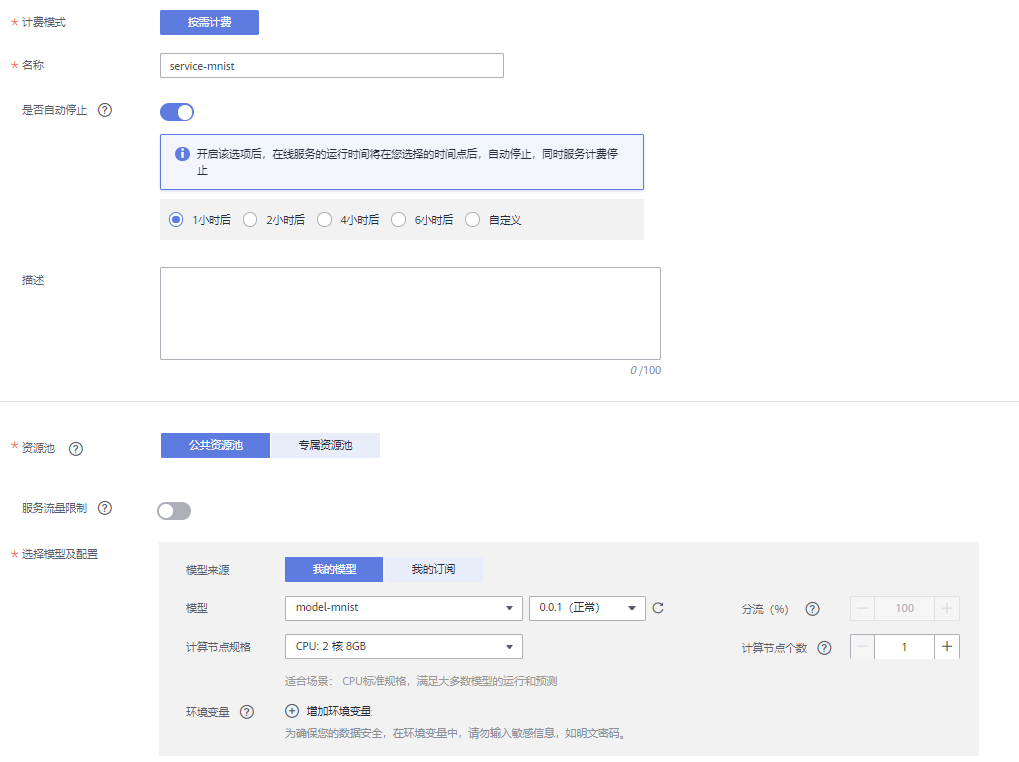 * 计费模式 按需计费
* 名称 service-mnist
是否自动停止 ?
开启该选项后，在线服务的运行时间将在您选择的时间点后，自动停止，同时服务计费停
止
1小时后 2小时后 4小时后 6小时后 自定义
描述
0 /100
* 资源池 ? 公共资源池 专属资源池
服务流量限制 ?
* 选择模型及配置
模型来源 我的模型 我的订阅
模型 model-mnist 0.0.1（正常） 分流（%） ? 100
计算节点规格 CPU: 2 核 8GB 计算节点个数 ? 1
适合场景： CPU标准规格，满足大多数模型的运行和预测
环境变量 ? 增加环境变量
为确保您的数据安全，在环境变量中，请勿输入敏感信息，如明文密码。